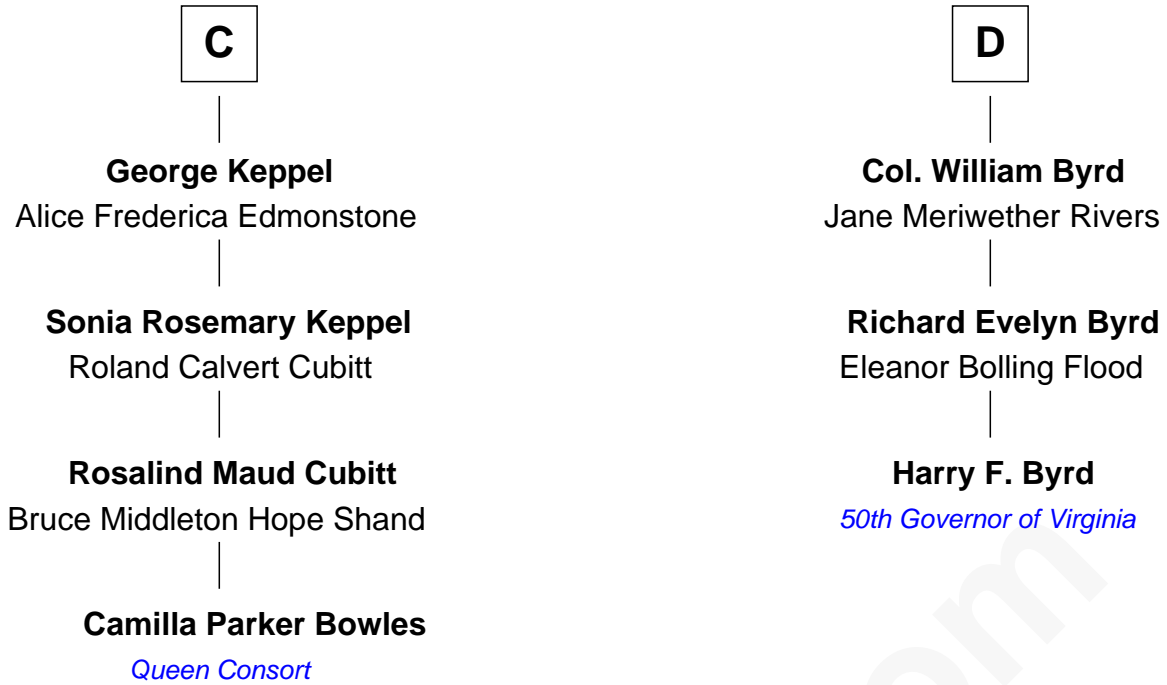 C
George Keppel
Alice Frederica Edmonstone
Sonia Rosemary Keppel
Roland Calvert Cubitt
Rosalind Maud Cubitt
Bruce Middleton Hope Shand
Camilla Parker Bowles
Queen Consort
D
Col. William Byrd
Jane Meriwether Rivers
Richard Evelyn Byrd
Eleanor Bolling Flood
Harry F. Byrd
50th Governor of Virginia
om